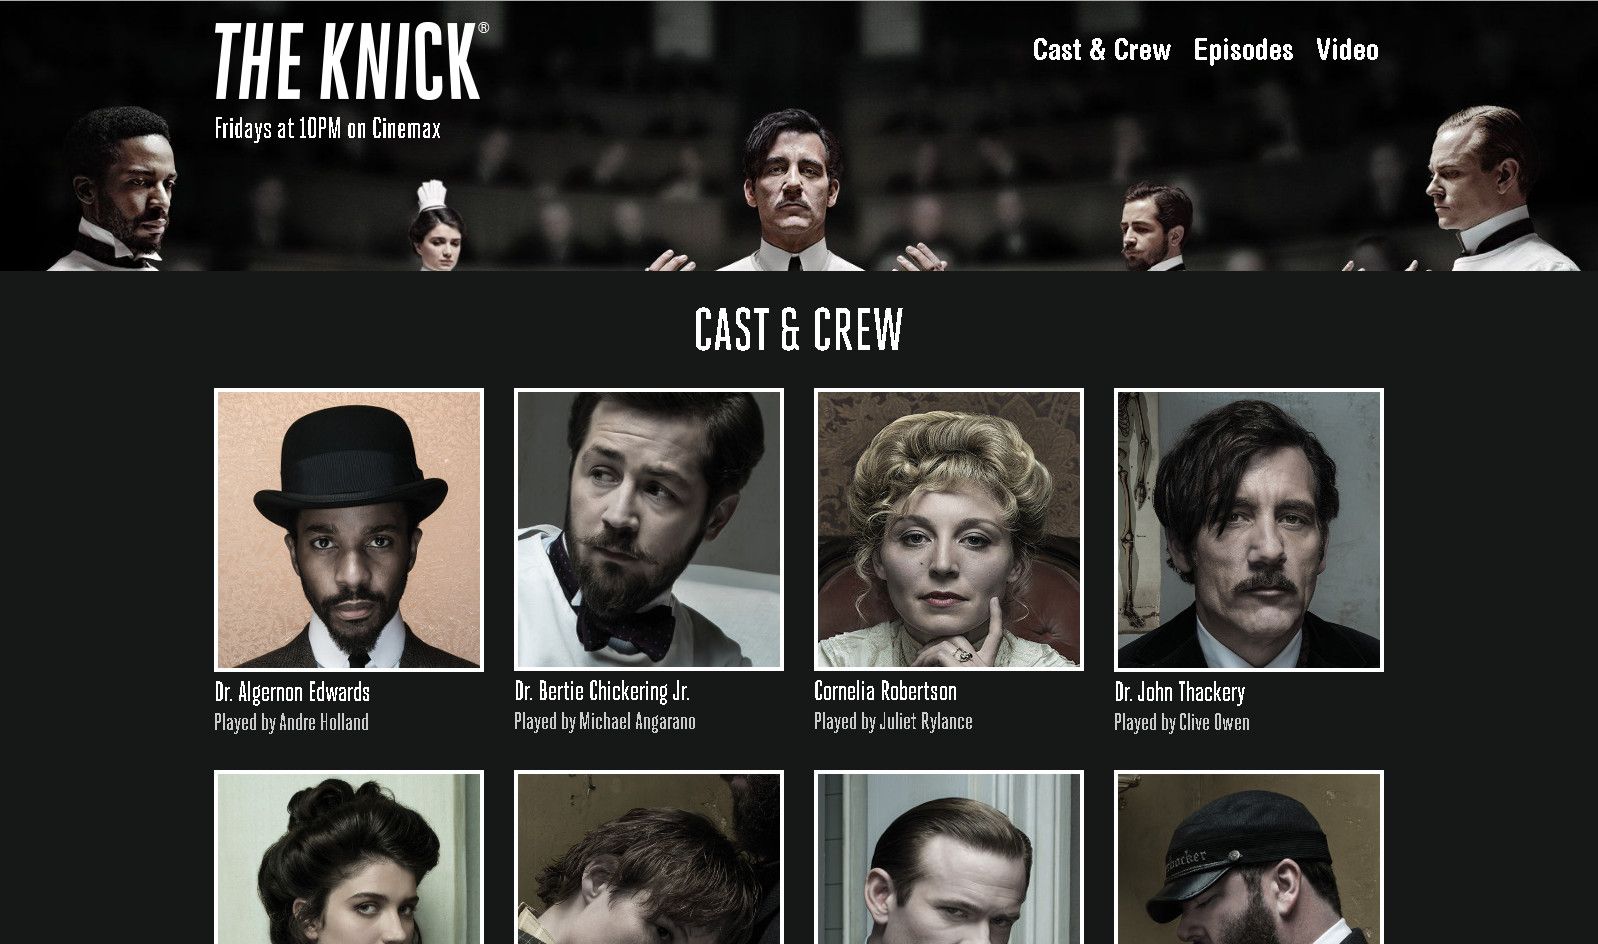 THE KNICK®
Cast & Crew Episodes Video
Fridays at 10PM on Cinemax
CAST & CREW
Dr. Algernon Edwards
Played by Andre Holland
Dr. Bertie Chickering Jr.
Played by Michael Angarano
Cornelia Robertson
Played by Juliet Rylance
Dr. John Thackery
Played by Clive Owen